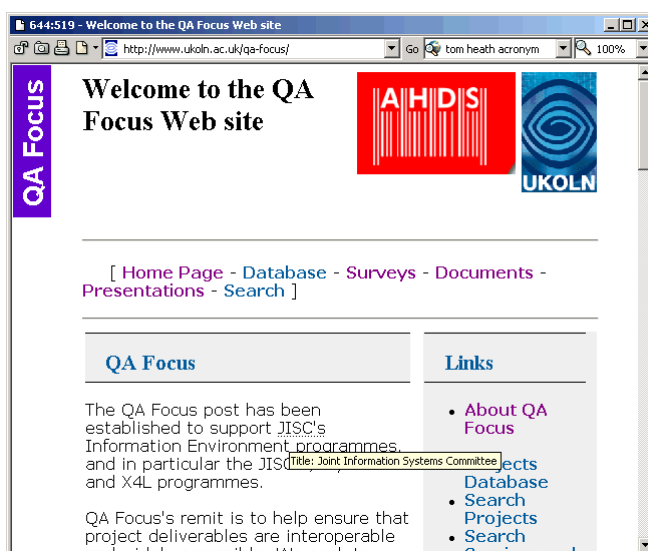 644:519 - Welcome to the QA Focus Web site
http://www.ukoln.ac.uk/qa-focus/ Go tom heath acronym 100%
QA Focus
Welcome to the QA
Focus Web site
AHDS
UKOLN
[ Home Page - Database - Surveys - Documents -
Presentations - Search ]
QA Focus
The QA Focus post has been
established to support JISC's
Information Environment programmes,
and in particular the JISC
Title: Joint Information Systems Committee
and X4L programmes.
QA Focus's remit is to help ensure that
project deliverables are interoperable
Links
• About QA
Focus
Database
• Search
Projects
• Search